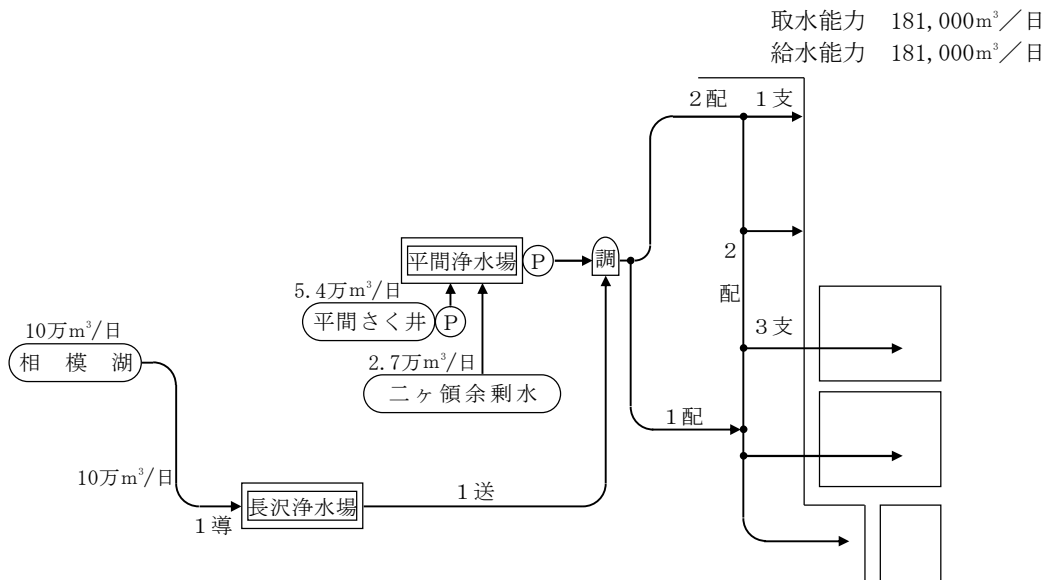 取水能力 181,000m³／日
給水能力 181,000m³／日
2配
1支
平間浄水場
P
調
2
配
5.4万m³/日
平間さく井
P
10万m³/日
相模湖
3支
2.7万m³/日
二ヶ領余剰水
1配
10万m³/日
1送
長沢浄水場
1導